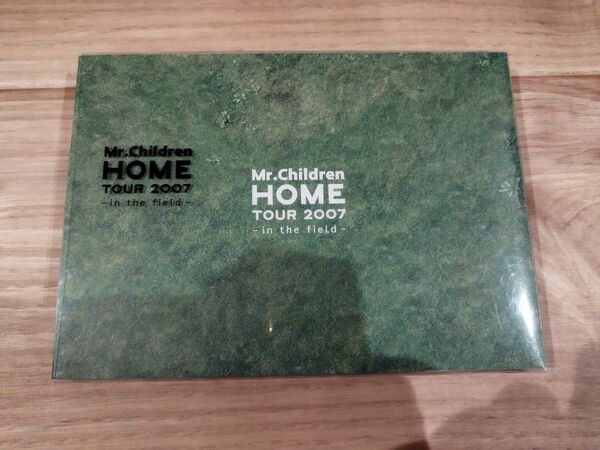 Mr.Children
HOME
TOUR 2007
-in the field-
Mr.Children
HOME
TOUR 2007
-in the field-